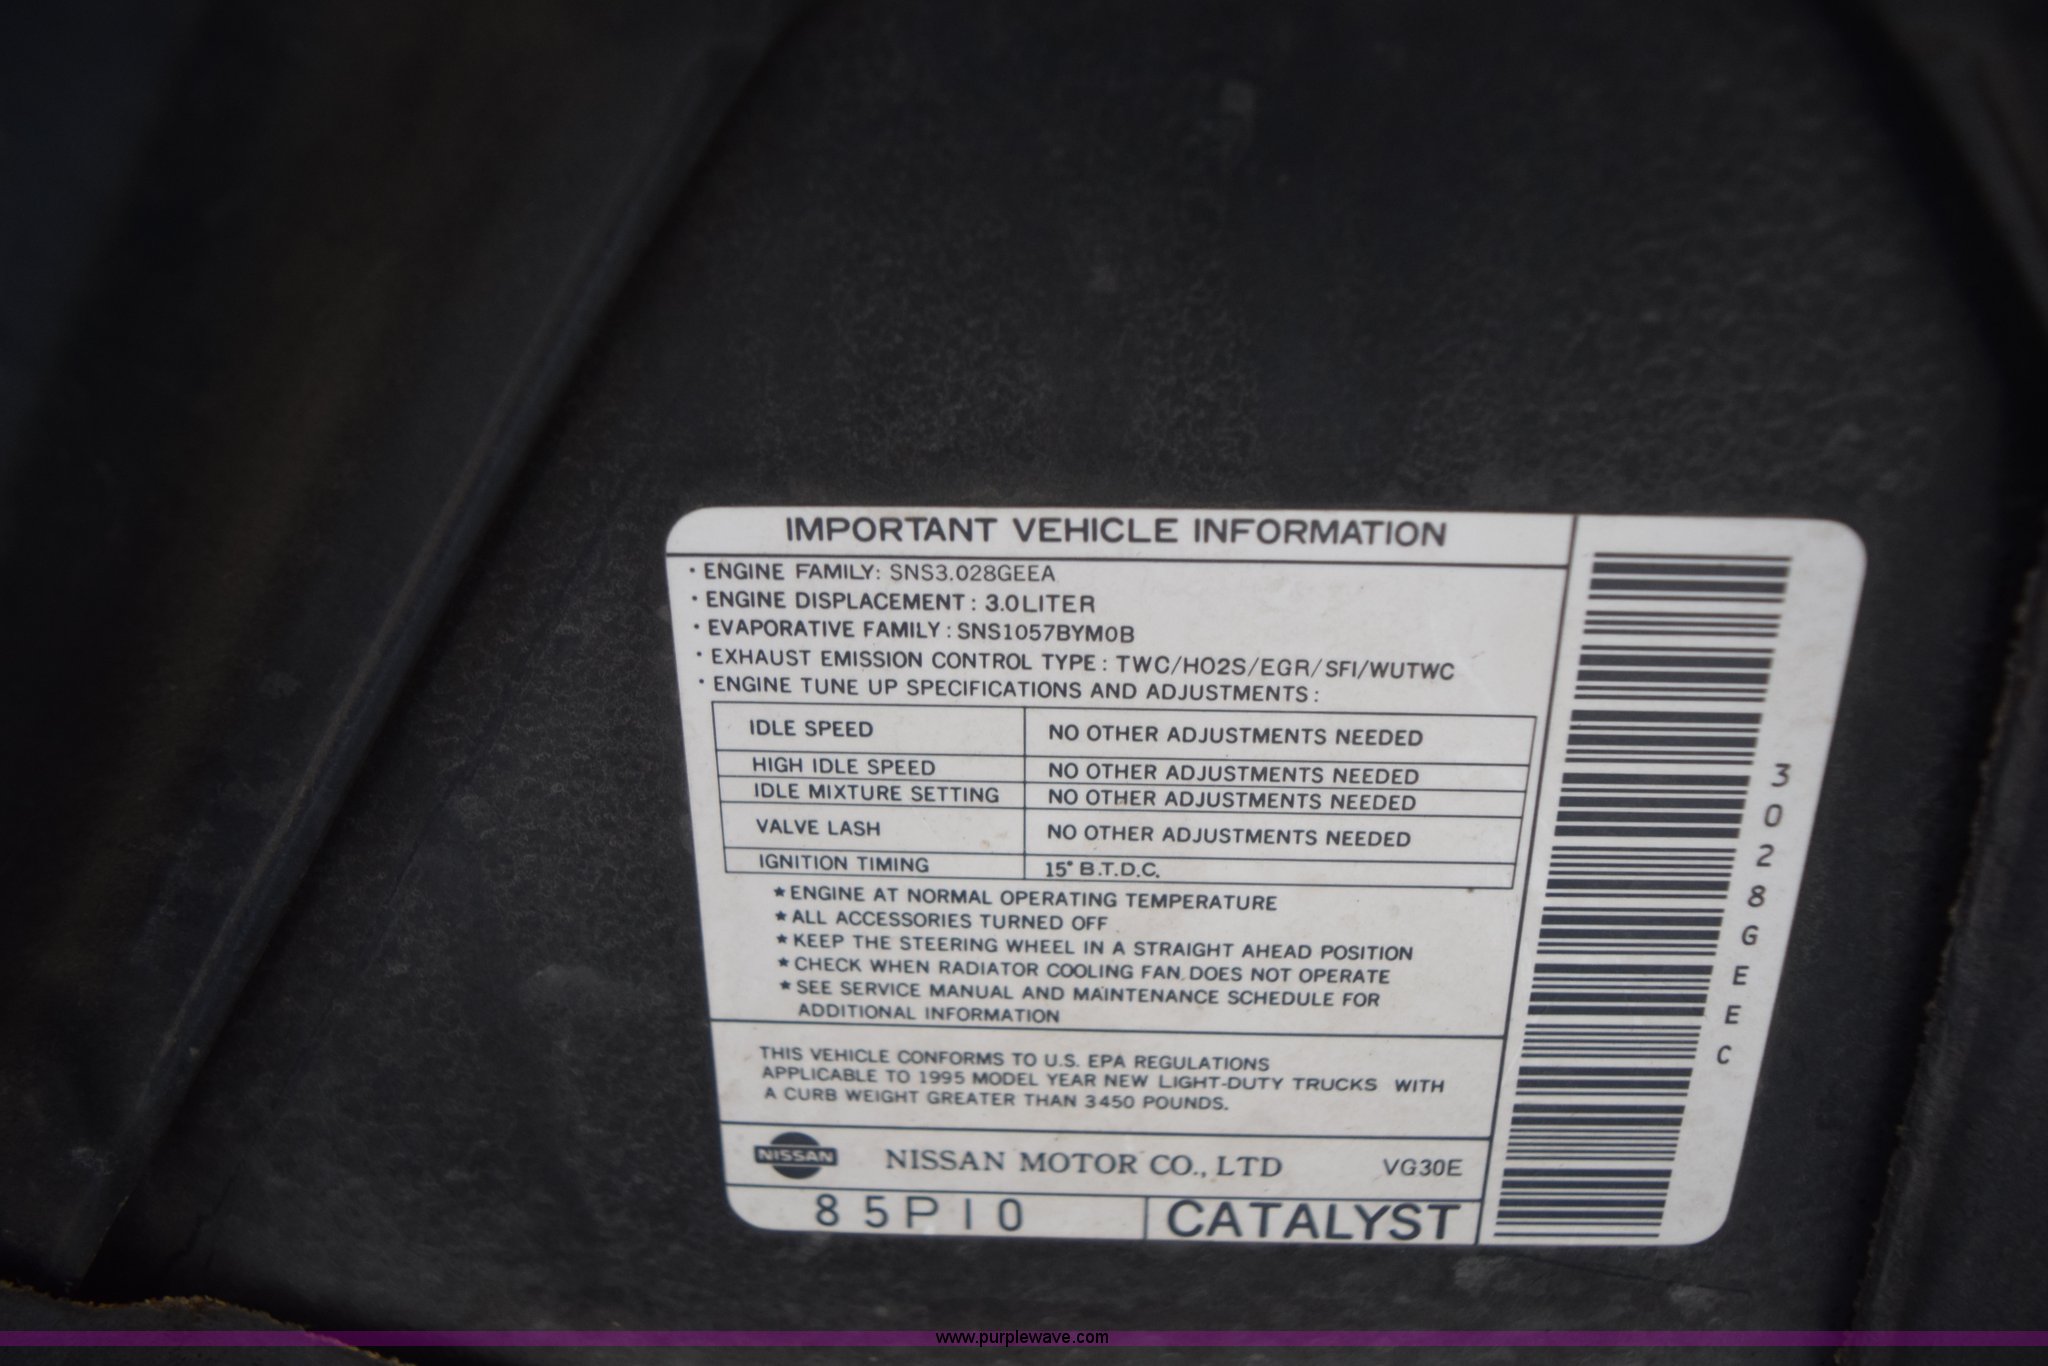 IMPORTANT VEHICLE INFORMATION
· ENGINE FAMILY: SNS3.028GEEA
· ENGINE DISPLACEMENT : 3.0LITER
· EVAPORATIVE FAMILY : SNS1057BYM0B
· EXHAUST EMISSION CONTROL TYPE : TWC/HO2S/EGR/SFI/WUTWC
· ENGINE TUNE UP SPECIFICATIONS AND ADJUSTMENTS :
IDLE SPEED NO OTHER ADJUSTMENTS NEEDED
HIGH IDLE SPEED NO OTHER ADJUSTMENTS NEEDED
IDLE MIXTURE SETTING NO OTHER ADJUSTMENTS NEEDED
VALVE LASH NO OTHER ADJUSTMENTS NEEDED
IGNITION TIMING 15° B.T.D.C.
★ENGINE AT NORMAL OPERATING TEMPERATURE
★ALL ACCESSORIES TURNED OFF
★KEEP THE STEERING WHEEL IN A STRAIGHT AHEAD POSITION
★CHECK WHEN RADIATOR COOLING FAN DOES NOT OPERATE
★SEE SERVICE MANUAL AND MAINTENANCE SCHEDULE FOR
ADDITIONAL INFORMATION
THIS VEHICLE CONFORMS TO U.S. EPA REGULATIONS
APPLICABLE TO 1995 MODEL YEAR NEW LIGHT-DUTY TRUCKS WITH
A CURB WEIGHT GREATER THAN 3450 POUNDS.
NISSAN NISSAN MOTOR CO., LTD VG30E
85P10 CATALYST
3028GEEC
www.purplewave.com